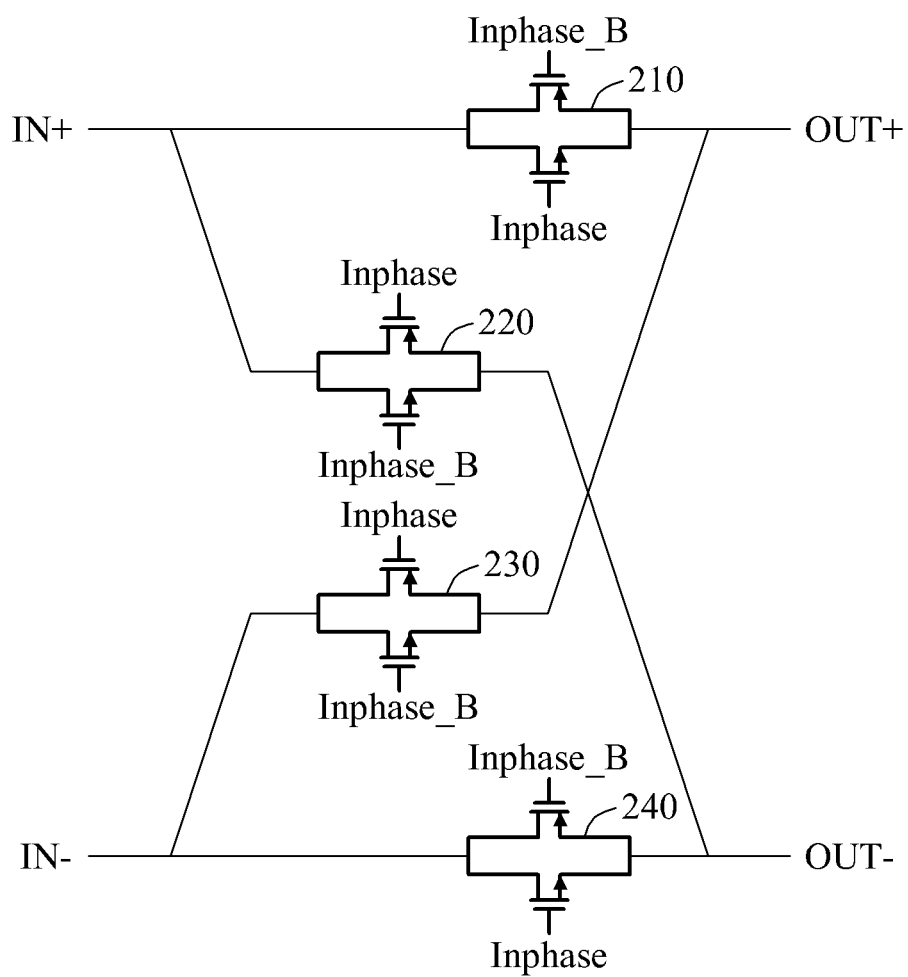 Inphase_B
210
IN+
OUT+
Inphase
Inphase
220
Inphase_B
Inphase
230
Inphase_B
Inphase_B
240
IN-
OUT-
Inphase